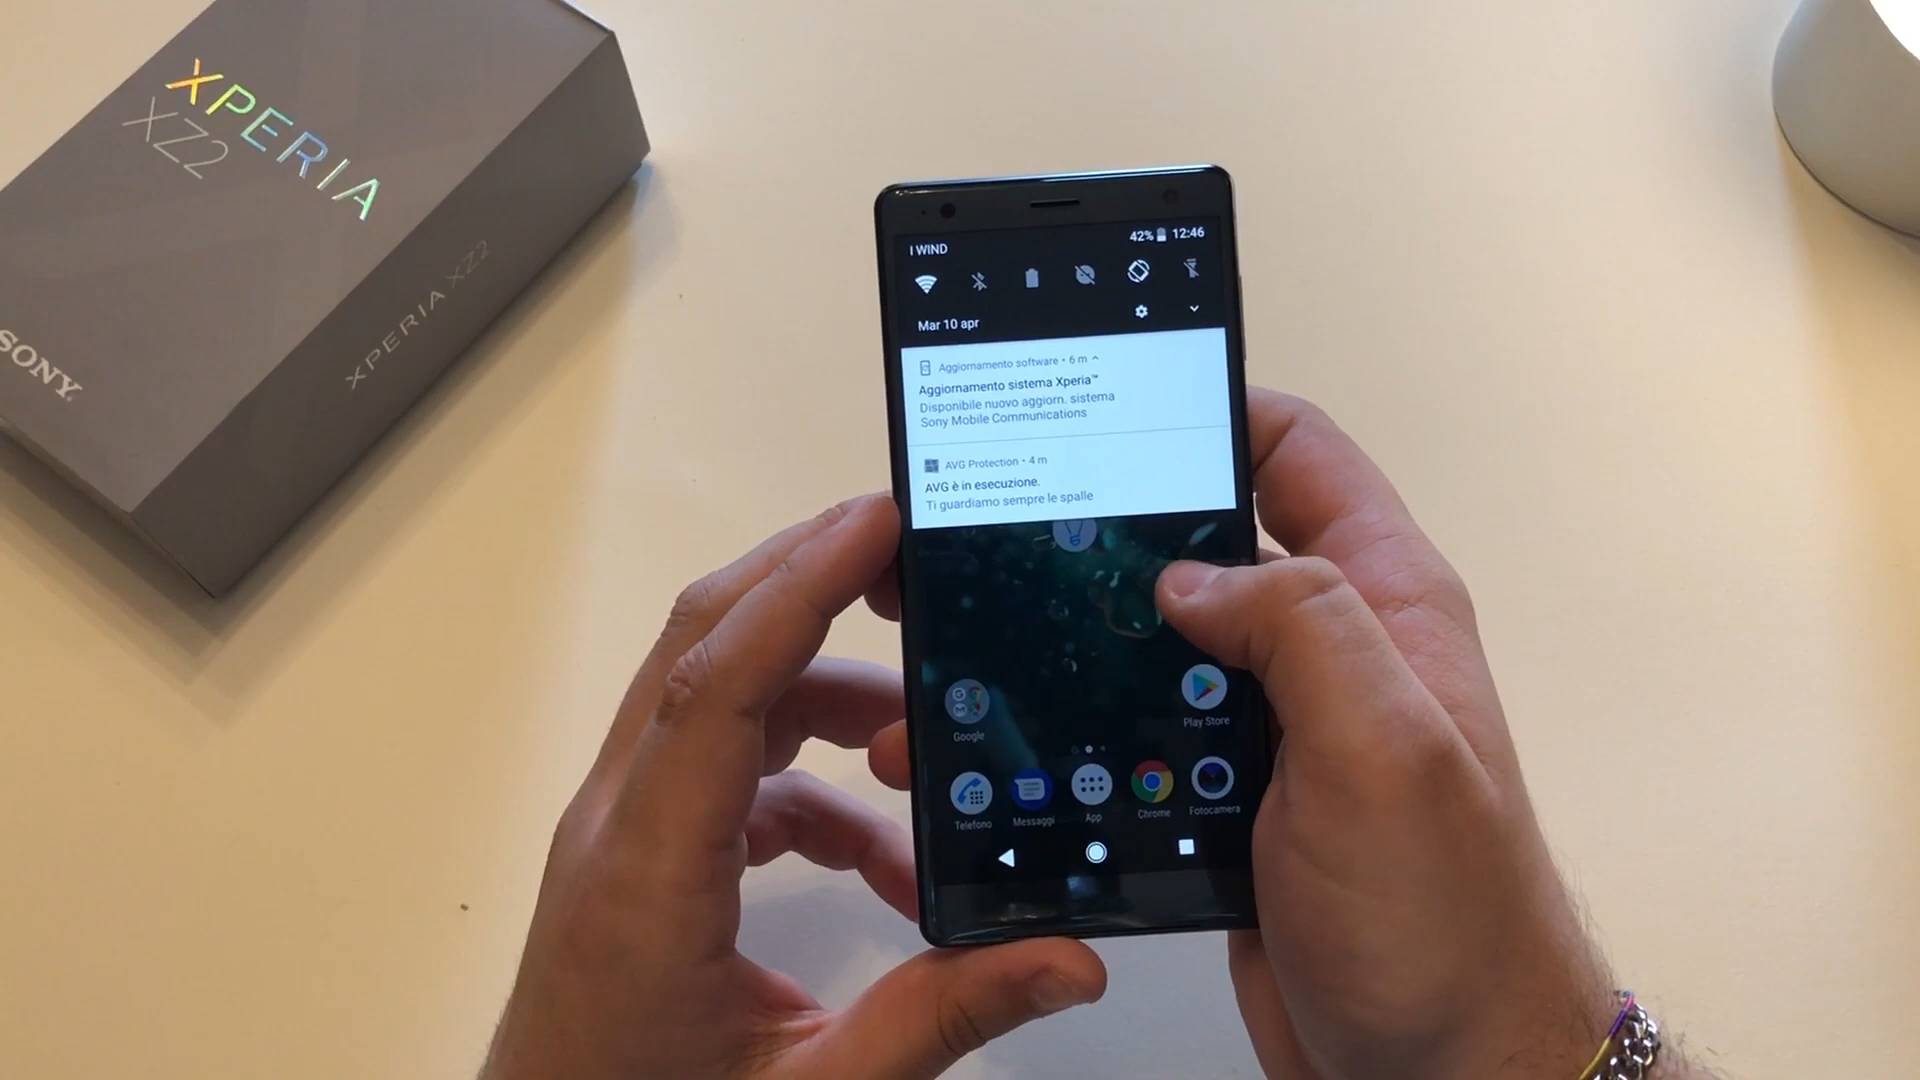 XPERIA
XZ2
SONY
XPERIA XZ2
I WIND
42% 12:46
Mar 10 apr
Aggiornamento software • 6 m
Aggiornamento sistema Xperia™
Disponibile nuovo aggiorn. sistema
Sony Mobile Communications
AVG Protection • 4 m
AVG è in esecuzione.
Ti guardiamo sempre le spalle
Google
Play Store
Telefono
Messaggi
App
Chrome
Fotocamera